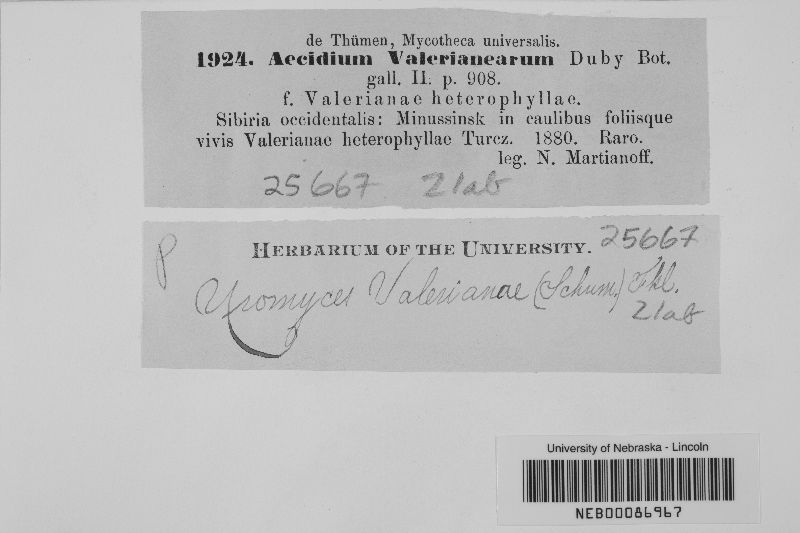 de Thümen, Mycotheca universalis.
1924. Aecidium Valerianearum Duby Bot.
gall. II. p. 908.
f. Valerianae heterophyllae.
Sibiria occidentalis: Minussinsk in caulibus foliisque
vivis Valerianae heterophyllae Turcz. 1880. Raro.
leg. N. Martianoff.
25667 21ab
P
HERBARIUM OF THE UNIVERSITY. 25667
Uromyces Valerianae (Schum) Fkl.
21ab
University of Nebraska - Lincoln
NEB00086967